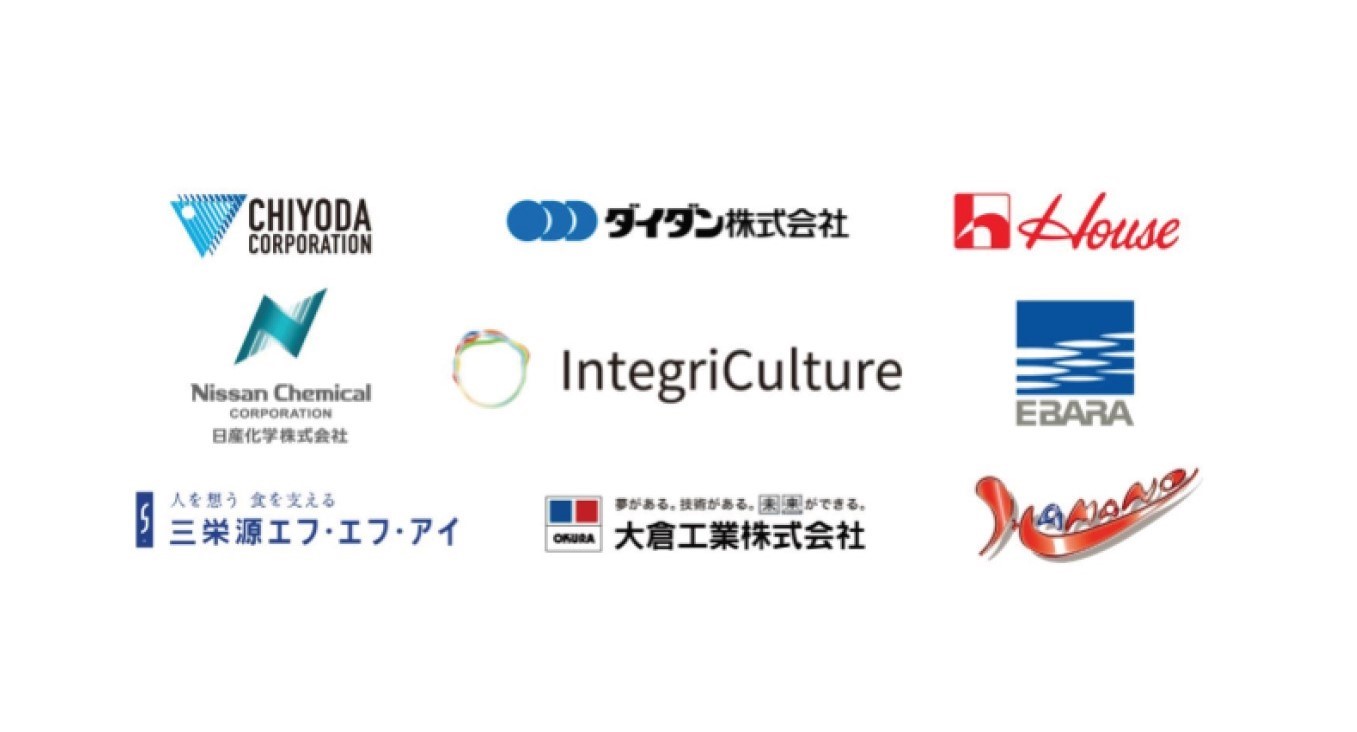 CHIYODA
CORPORATION
ダイダン株式会社
House
Nissan Chemical
CORPORATION
日産化学株式会社
IntegriCulture
EBARA
人を想う 食を支える
三栄源エフ・エフ・アイ
OKURA
夢がある。技術がある。未来ができる。
大倉工業株式会社
HAMANO